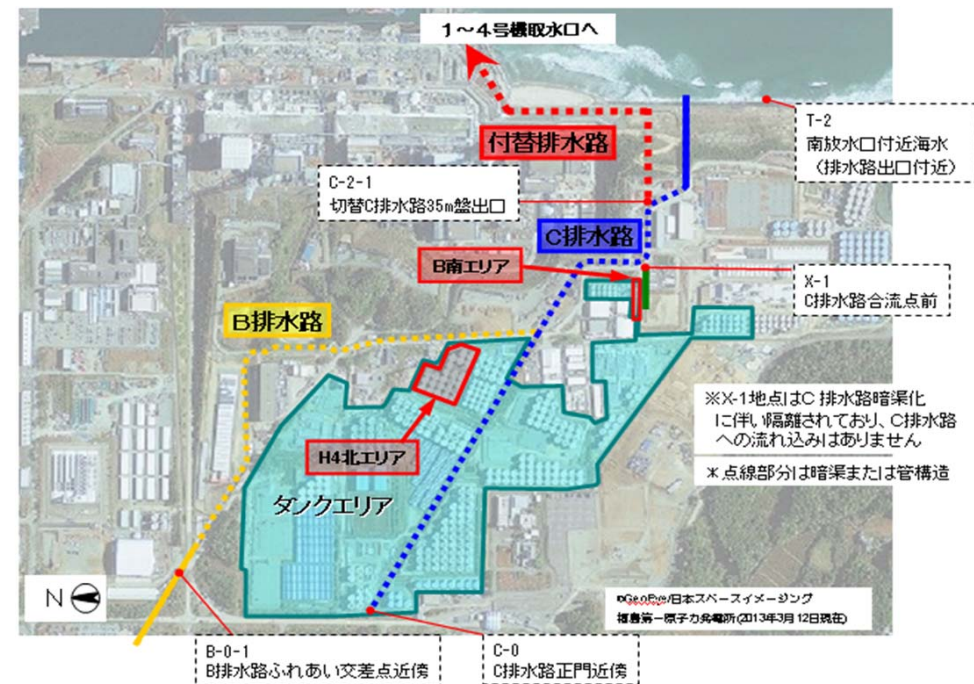 1～4号機取水口へ
T-2
南放水口付近海水
（排水路出口付近）
付替排水路
C-2-1
切替C排水路35m盤出口
C排水路
B南エリア
X-1
C排水路合流点前
B排水路
※X-1地点はC 排水路暗渠化
に伴い隔離されており、C排水路
への流れ込みはありません
＊点線部分は暗渠または管構造
H4北エリア
タンクエリア
N
©GeoEye/日本スペースイメージング
福島第一原子力発電所(2013年3月12日現在)
B-0-1
B排水路ふれあい交差点近傍
C-0
C排水路正門近傍